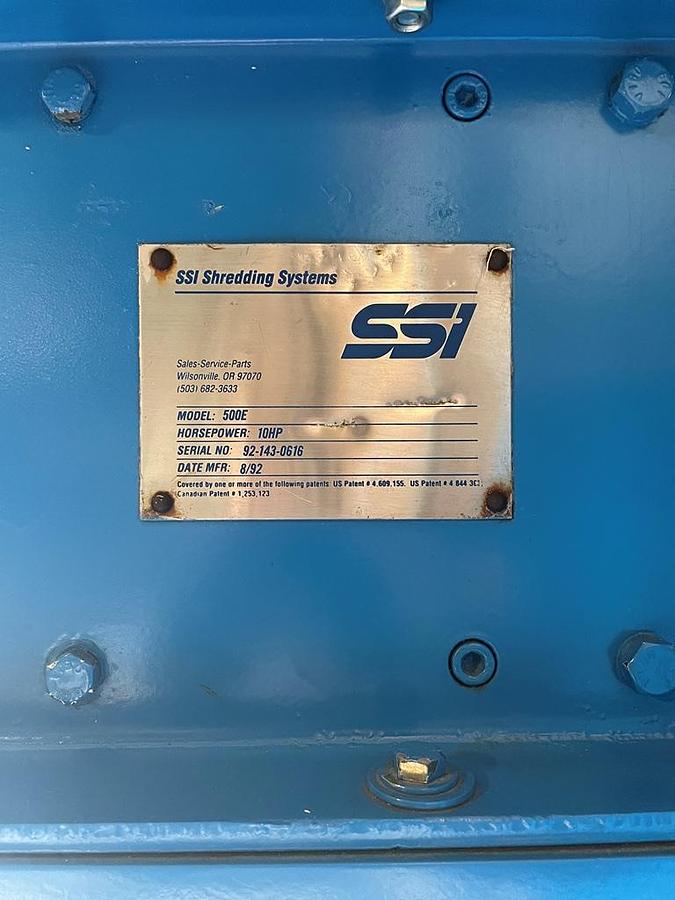 SSI Shredding Systems
SSI
Sales-Service-Parts
Wilsonville, OR 97070
(503) 682-3633
MODEL: 500E
HORSEPOWER: 10HP
SERIAL NO: 92-143-0616
DATE MFR: 8/92
Covered by one or more of the following patents: US Patent # 4,609,155. US Patent # 4 844
Canadian Patent # 1,253,123